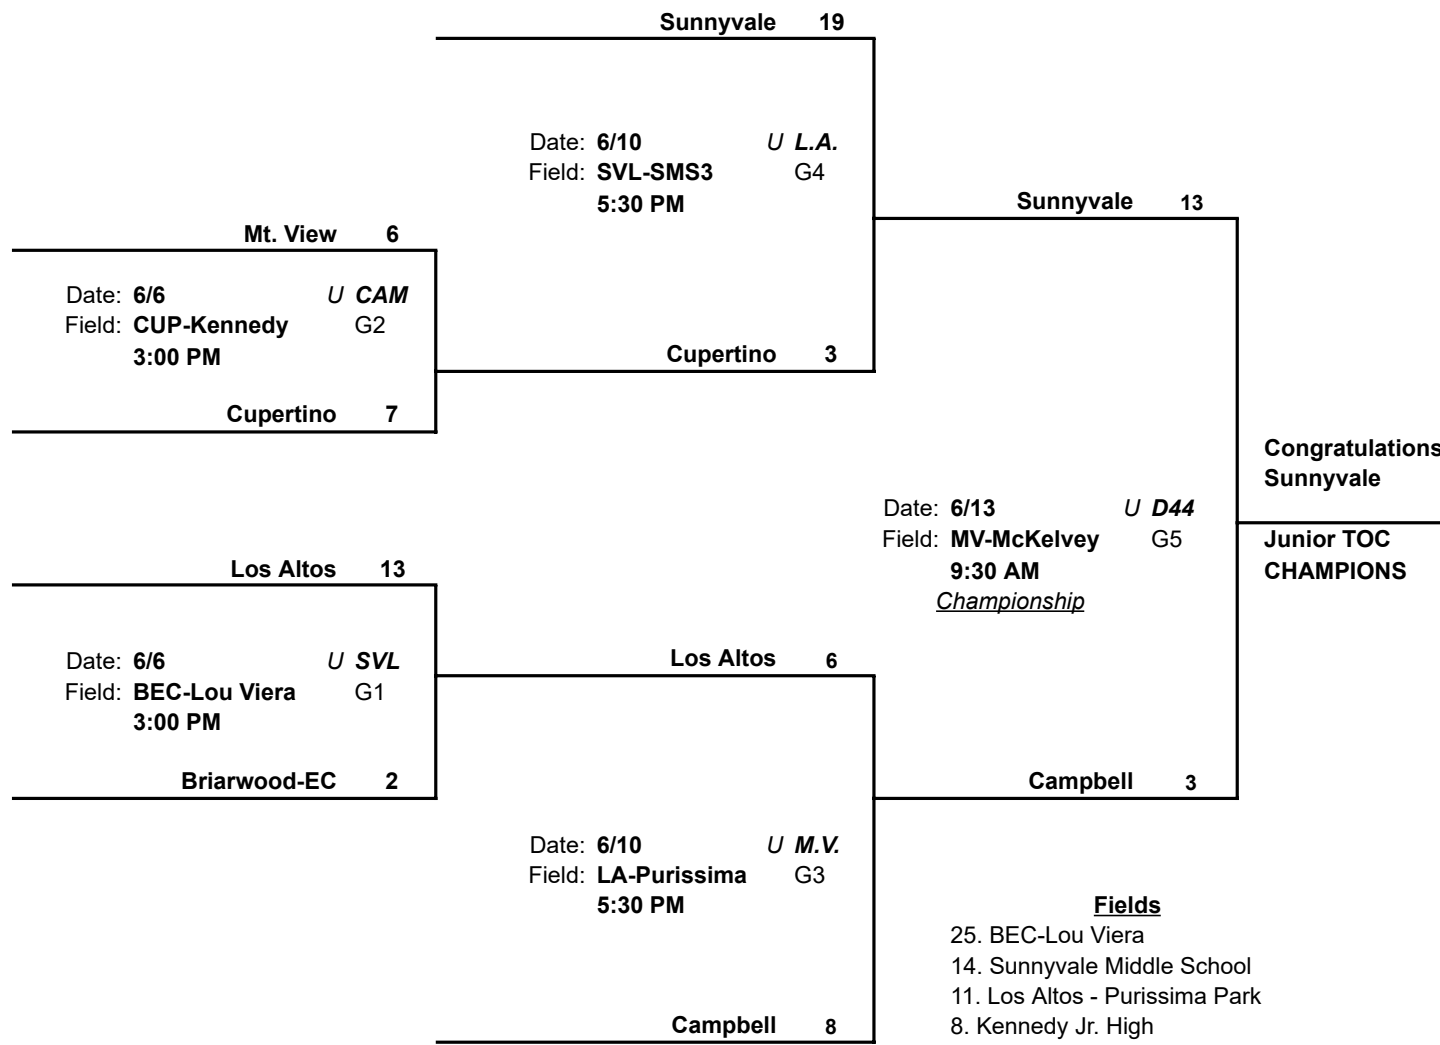 Sunnyvale 19
Date: 6/10 U L.A.
Field: SVL-SMS3 G4
5:30 PM
Sunnyvale 13
Mt. View 6
Date: 6/6 U CAM
Field: CUP-Kennedy G2
3:00 PM
Cupertino 3
Cupertino 7
Congratulations
Sunnyvale
Date: 6/13 U D44
Field: MV-McKelvey G5
9:30 AM
Championship
Junior TOC
CHAMPIONS
Los Altos 13
Date: 6/6 U SVL
Field: BEC-Lou Viera G1
3:00 PM
Los Altos 6
Briarwood-EC 2
Campbell 3
Date: 6/10 U M.V.
Field: LA-Purissima G3
5:30 PM
Campbell 8
Fields
25. BEC-Lou Viera
14. Sunnyvale Middle School
11. Los Altos - Purissima Park
8. Kennedy Jr. High